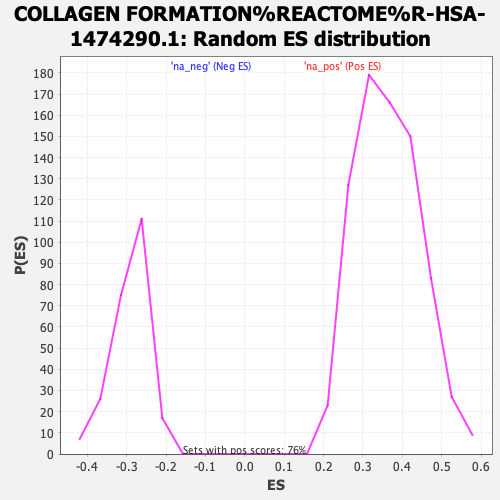 COLLAGEN FORMATION%REACTOME%R-HSA-
1474290.1: Random ES distribution
'na_neg' (Neg ES) 'na_pos' (Pos ES)
180
170
160
150
140
130
120
110
100
90
80
70
60
50
40
30
20
10
0
P(ES)
Sets with pos scores: 76%
-0.4 -0.3 -0.2 -0.1 0.0 0.1 0.2 0.3 0.4 0.5 0.6
ES